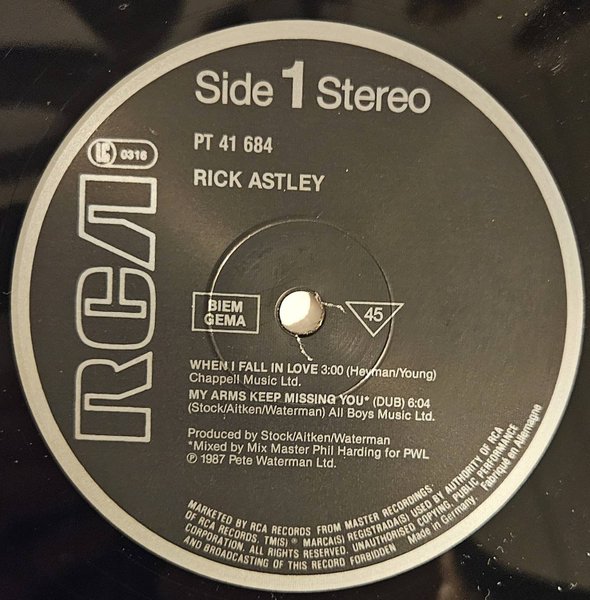 Side 1 Stereo
PT 41 684
LC 0316
RICK ASTLEY
RCA
BIEM
GEMA
45
WHEN I FALL IN LOVE 3:00 (Heyman/Young)
Chappell Music Ltd.
MY ARMS KEEP MISSING YOU* (DUB) 6:04
(Stock/Aitken/Waterman) All Boys Music Ltd.
Produced by Stock/Aitken/Waterman
*Mixed by Mix Master Phil Harding for PWL
℗ 1987 Pete Waterman Ltd.
MARKETED BY RCA RECORDS FROM MASTER RECORDINGS
OF RCA RECORDS. TM(S)® MARCA(S) REGISTRADA(S) USED BY AUTHORITY OF RCA
CORPORATION. ALL RIGHTS RESERVED. UNAUTHORISED COPYING, PUBLIC PERFORMANCE
AND BROADCASTING OF THIS RECORD FORBIDDEN Made in Germany. Fabriqué en Allemagne